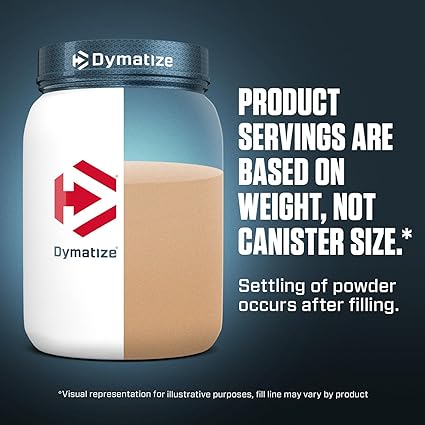 Dymatize
PRODUCT
SERVINGS ARE
BASED ON
WEIGHT, NOT
CANISTER SIZE.*
Dymatize®
Settling of powder
occurs after filling.
*Visual representation for illustrative purposes, fill line may vary by product